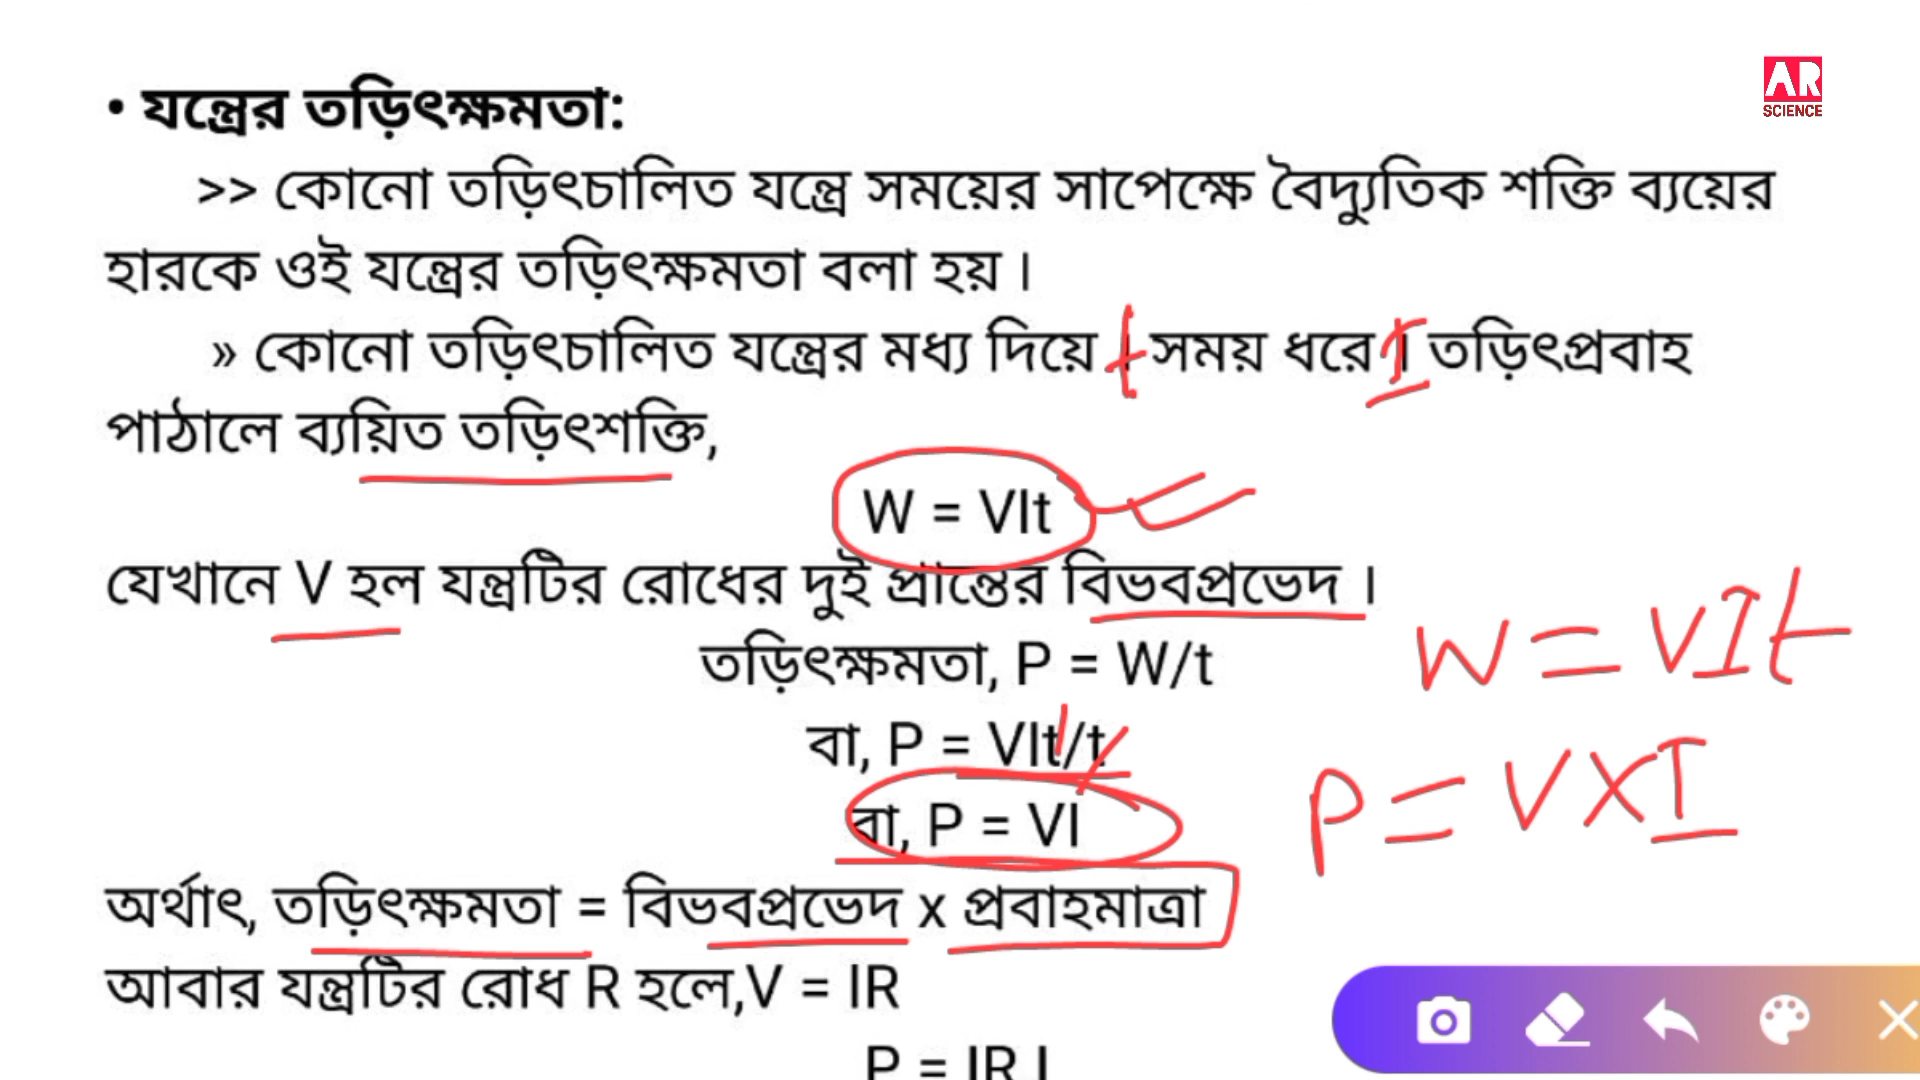 AR
SCIENCE
• যন্ত্রের তড়িৎক্ষমতা:
>> কোনো তড়িৎচালিত যন্ত্রে সময়ের সাপেক্ষে বৈদ্যুতিক শক্তি ব্যয়ের
হারকে ওই যন্ত্রের তড়িৎক্ষমতা বলা হয়।
» কোনো তড়িৎচালিত যন্ত্রের মধ্য দিয়ে t সময় ধরে I তড়িৎপ্রবাহ
পাঠালে ব্যয়িত তড়িৎশক্তি,
W = VIt
যেখানে V হল যন্ত্রটির রোধের দুই প্রান্তের বিভবপ্রভেদ।
তড়িৎক্ষমতা, P = W/t
W = VIt
বা, P = VIt/t
বা, P = VI
P = V X I
অর্থাৎ, তড়িৎক্ষমতা = বিভবপ্রভেদ x প্রবাহমাত্রা
আবার যন্ত্রটির রোধ R হলে,V = IR
P = IR.I